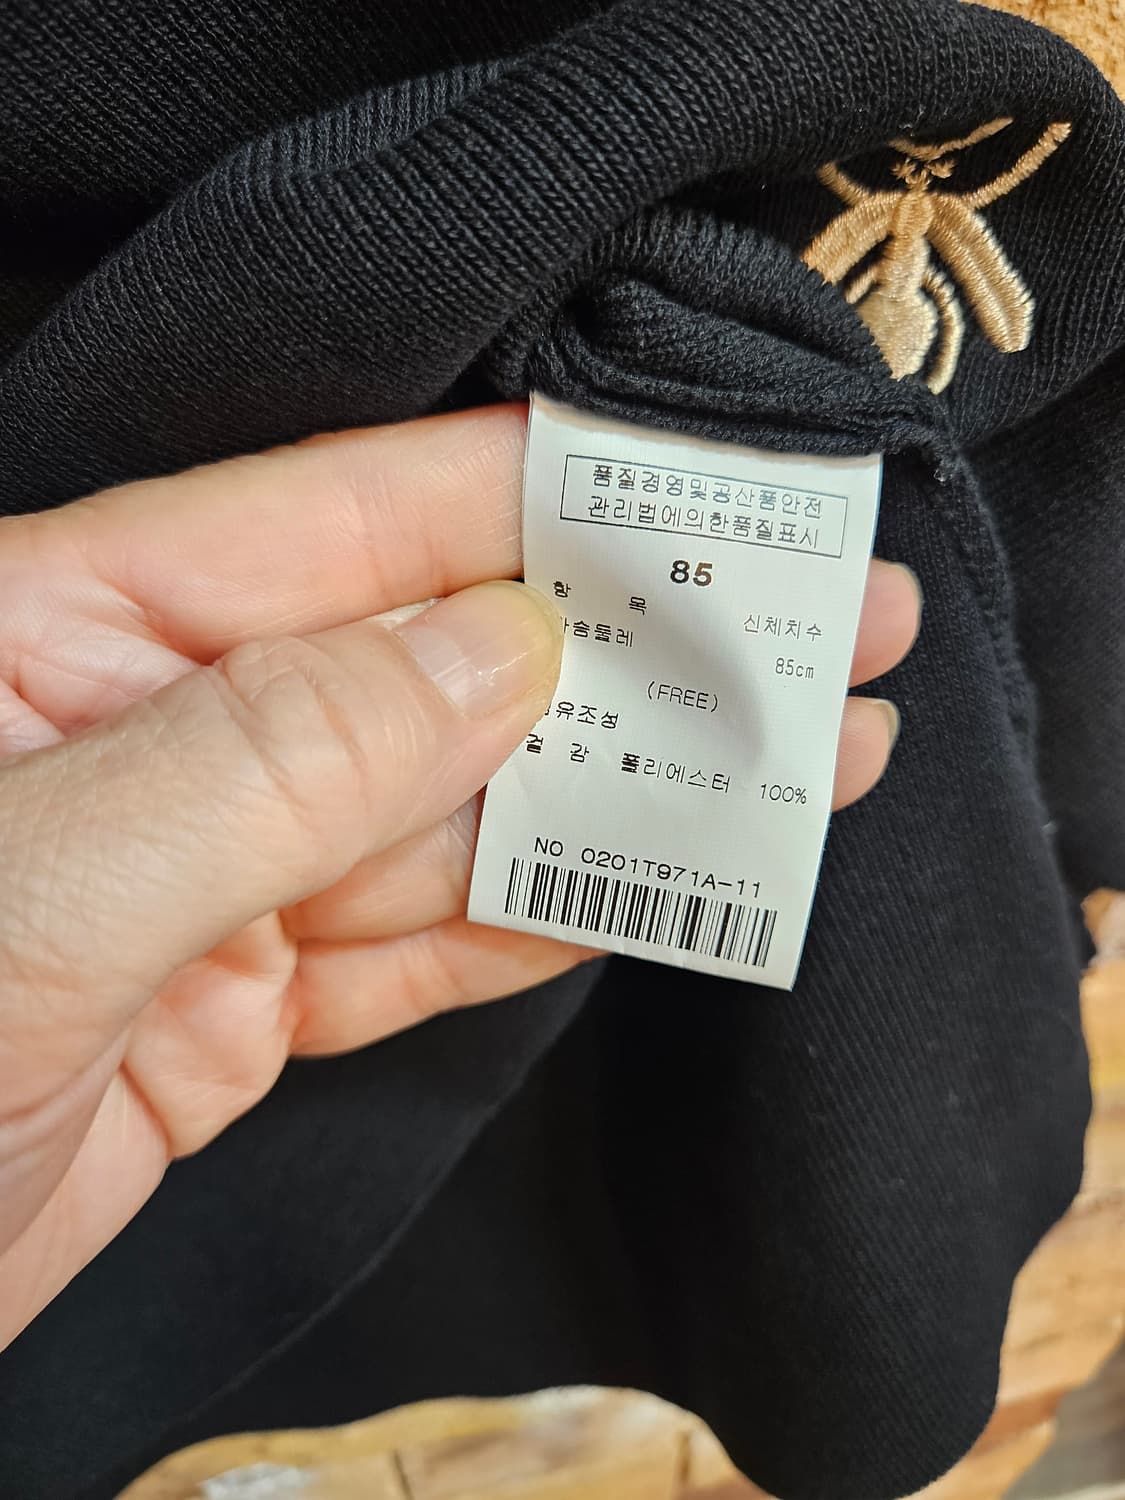 품질경영및공산품안전
관리법에의한품질표시
85
항 목 신체치수
가슴둘레 85cm
(FREE)
섬유조성
겉 감 폴리에스터 100%
NO 0201T971A-11